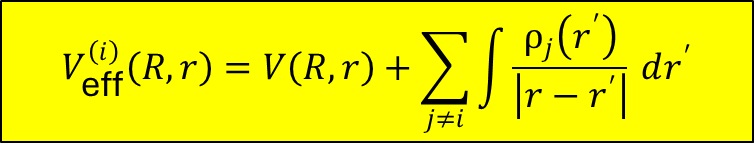 V_eff^(i)(R, r) = V(R, r) + ∑_{j≠i} ∫ ρ_j(r′)/|r − r′| dr′